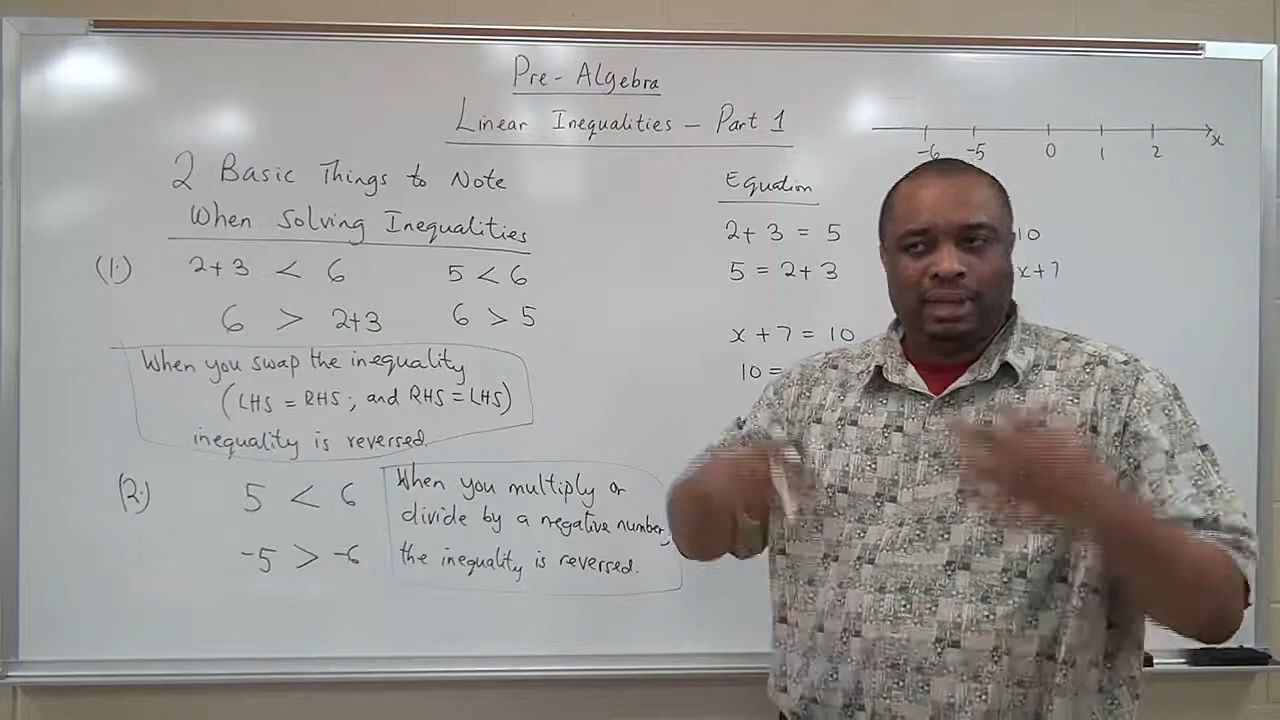 Pre-Algebra
Linear Inequalities – Part 1
2 Basic Things to Note
When Solving Inequalities
(1.) 2+3 < 6 5 < 6
6 > 2+3 6 > 5
When you swap the inequality
(LHS = RHS; and RHS = LHS)
inequality is reversed.
(2.) 5 < 6
-5 > -6
When you multiply or
divide by a negative number,
the inequality is reversed.
-6 -5 0 1 2 x
Equation
2+3 = 5
5 = 2+3
x+7 = 10
10 =
10
x+7